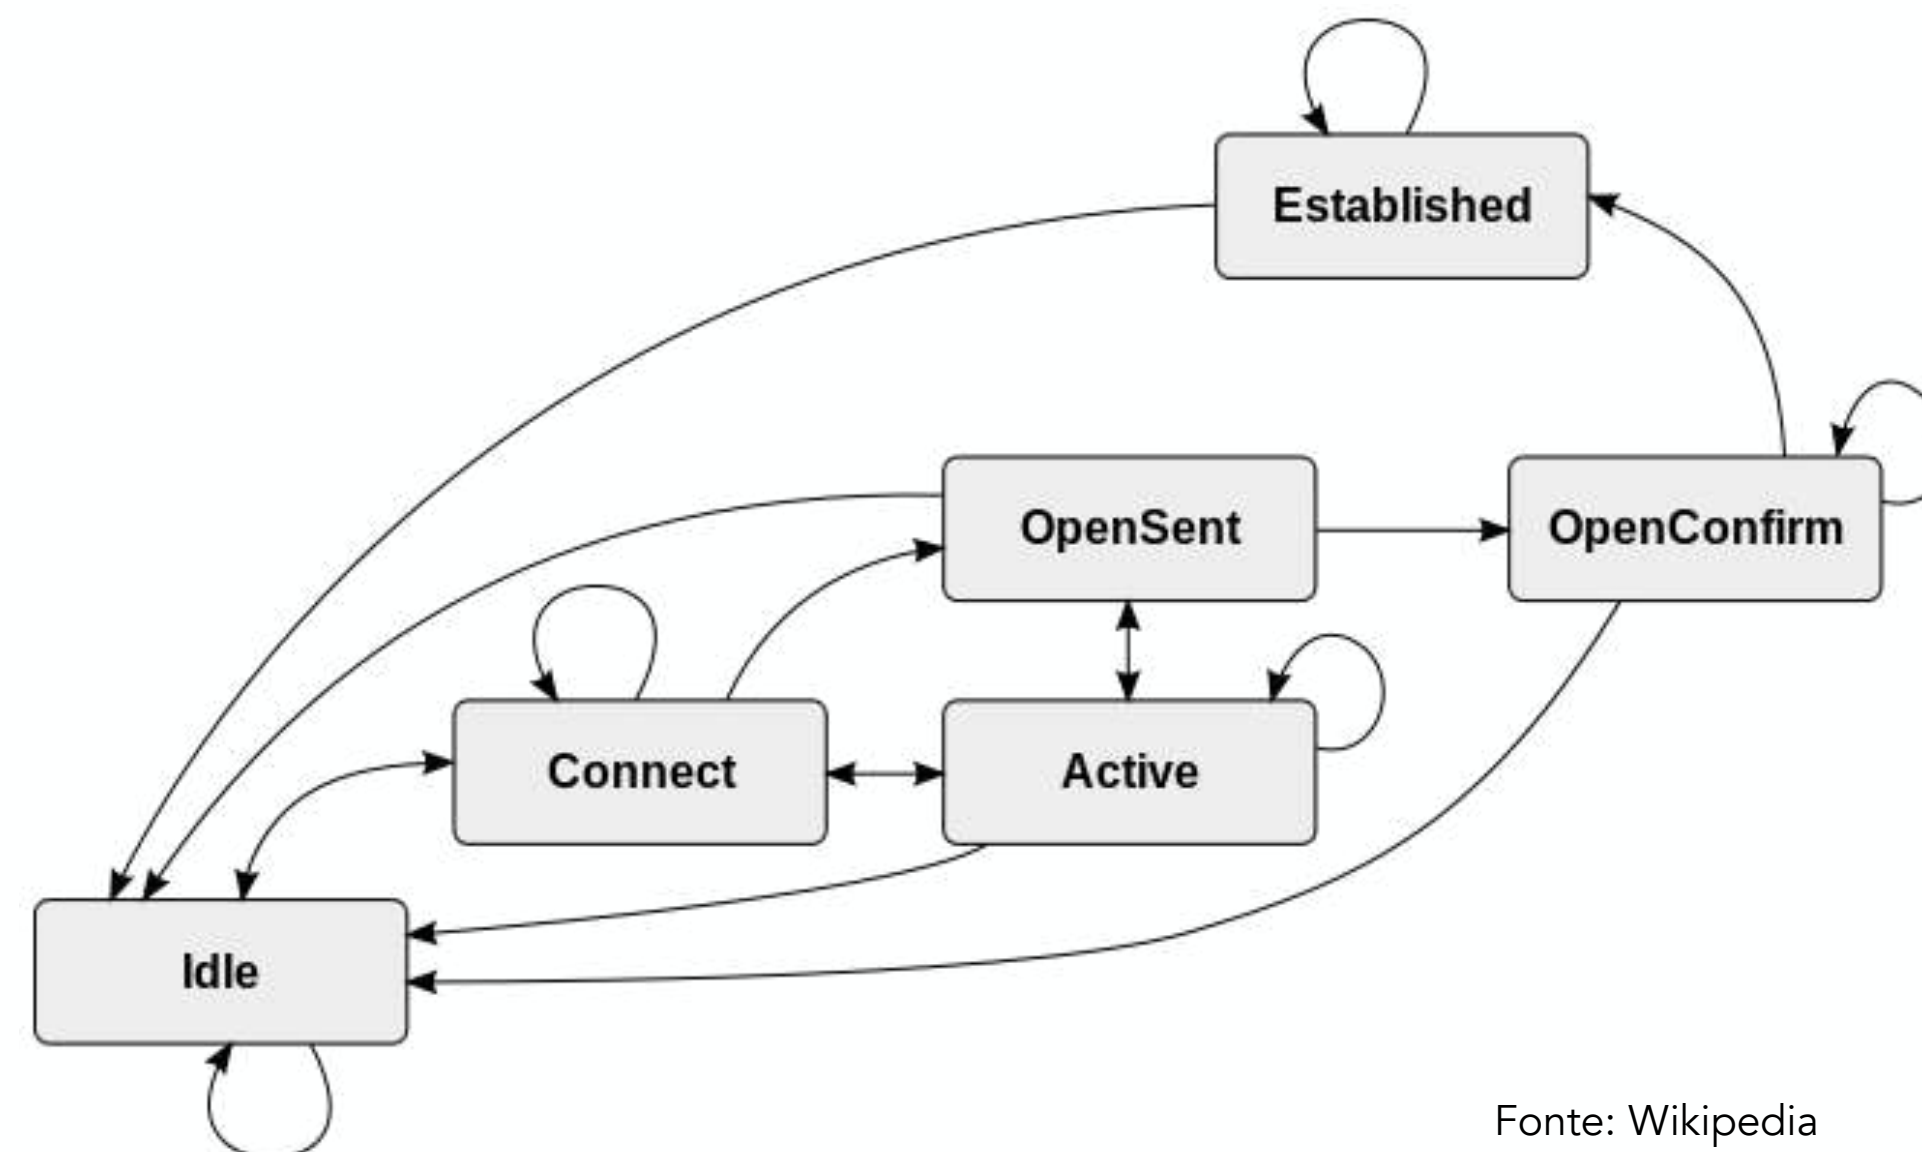 Established
OpenSent
OpenConfirm
Connect
Active
Idle
Fonte: Wikipedia